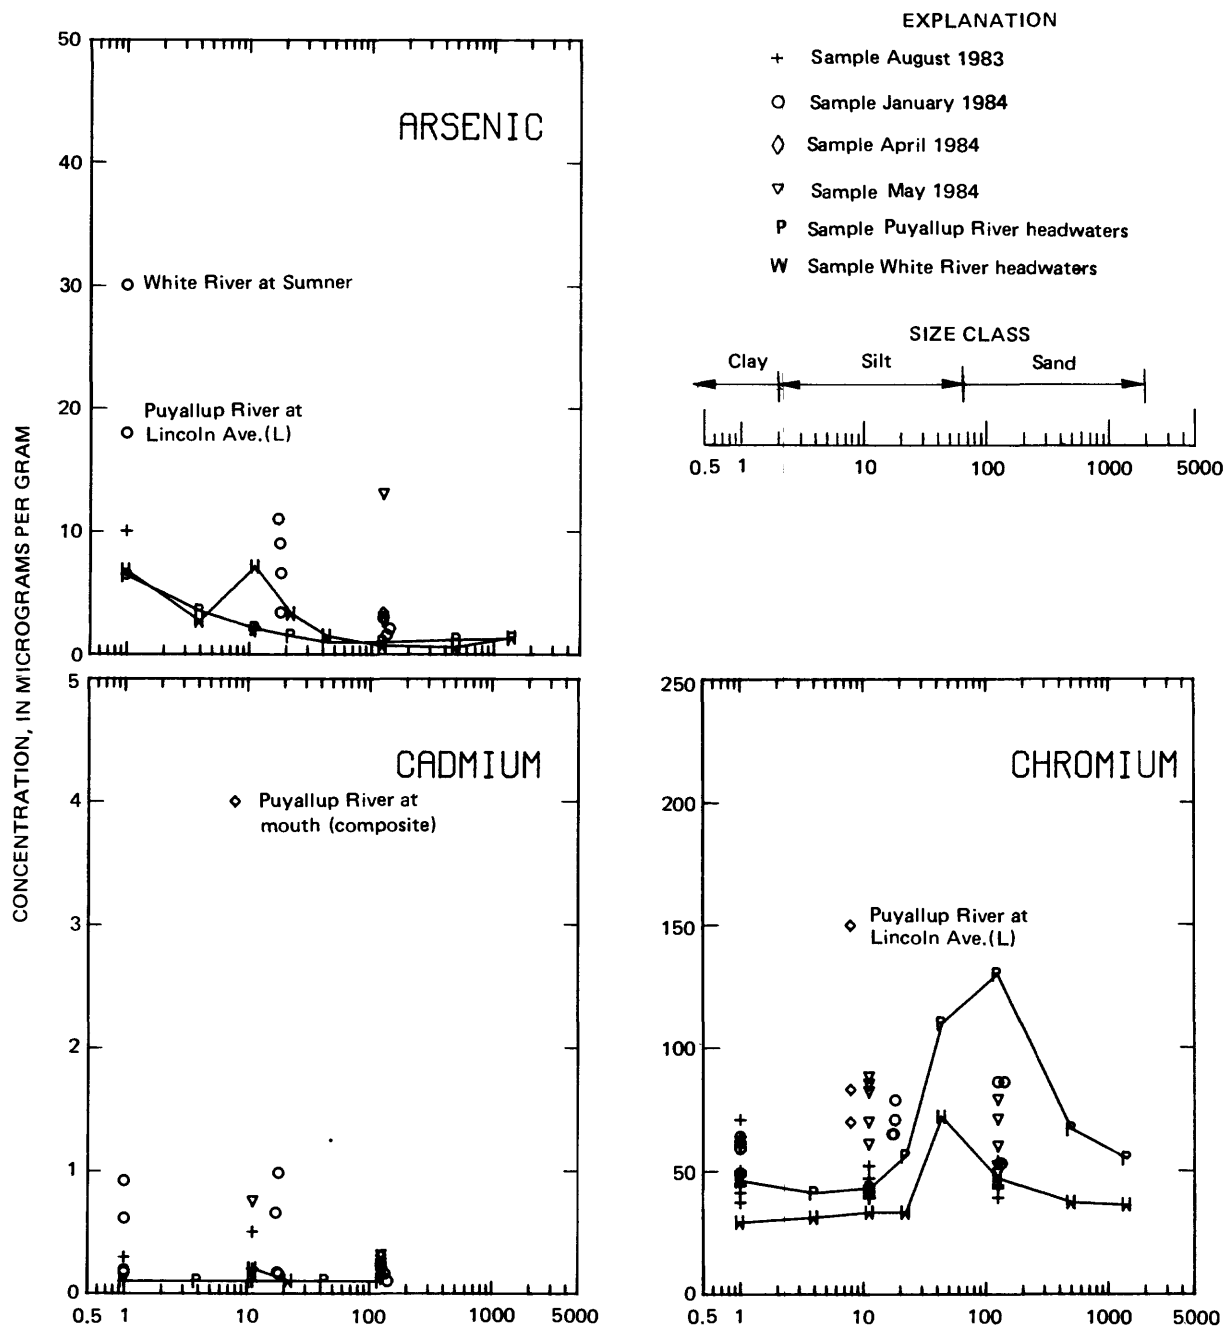 EXPLANATION
+ Sample August 1983
Sample January 1984
Sample April 1984
Sample May 1984
P Sample Puyallup River headwaters
W Sample White River headwaters
SIZE CLASS
Clay Silt Sand
0.5 1 10 100 1000 5000
CONCENTRATION, IN MICROGRAMS PER GRAM
ARSENIC
50
40
30
20
10
0
White River at Sumner
Puyallup River at
Lincoln Ave.(L)
CADMIUM
5
4
3
2
1
0
Puyallup River at
mouth (composite)
0.5 1 10 100 1000 5000
CHROMIUM
250
200
150
100
50
0
Puyallup River at
Lincoln Ave.(L)
0.5 1 10 100 1000 5000